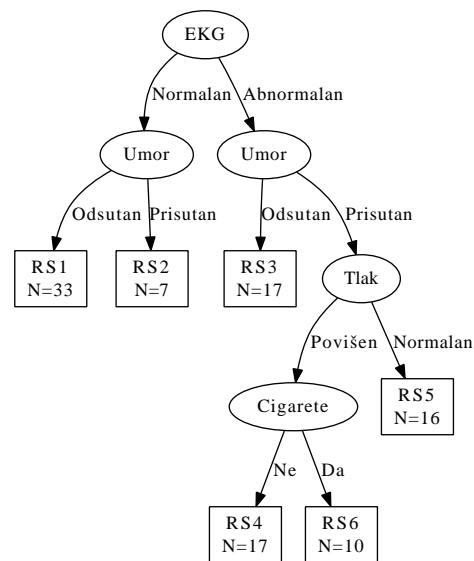 EKG
Normalan
Abnormalan
Umor
Umor
Odsutan
Prisutan
Odsutan
Prisutan
RS1
N=33
RS2
N=7
RS3
N=17
Tlak
Povišen
Normalan
Cigarete
RS5
N=16
Ne
Da
RS4
N=17
RS6
N=10